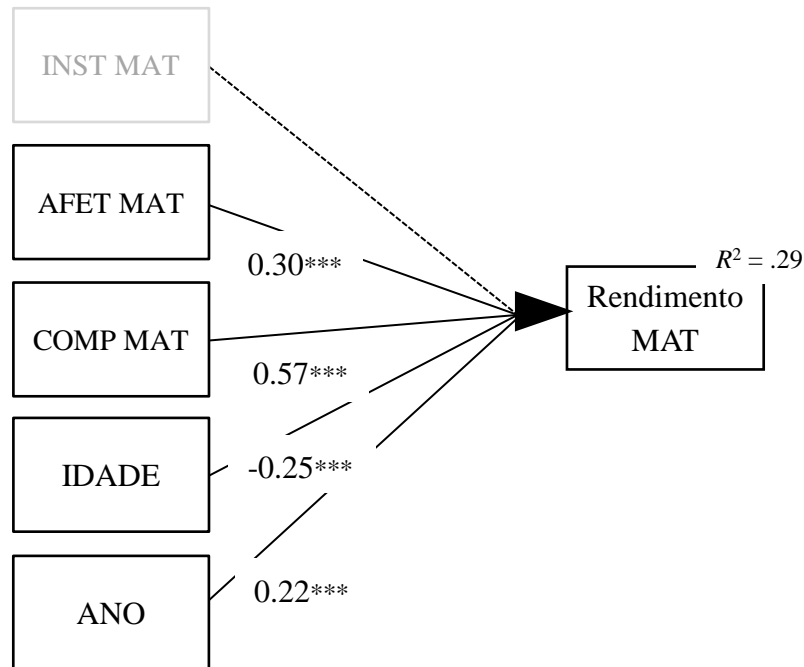 INST MAT
AFET MAT
0.30***
R² = .29
Rendimento
MAT
COMP MAT
0.57***
IDADE
-0.25***
ANO
0.22***